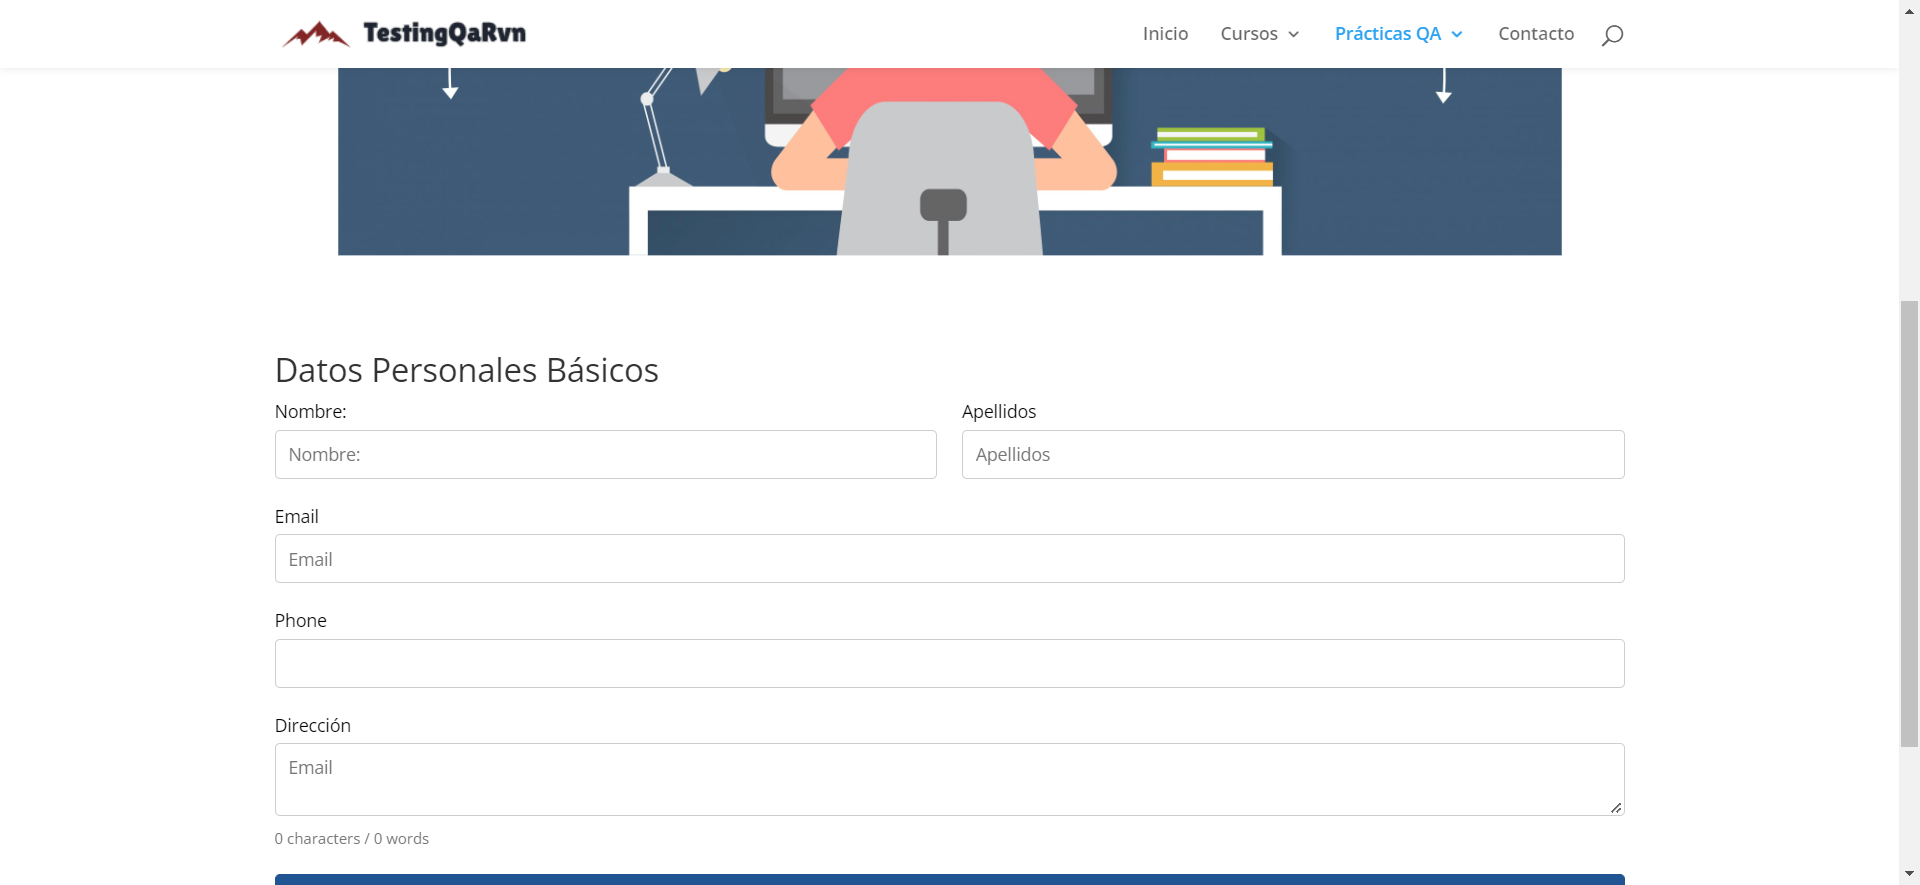 TestingQaRvn
Inicio Cursos Prácticas QA Contacto
Datos Personales Básicos
Nombre: Apellidos
Nombre: Apellidos
Email
Email
Phone
Dirección
Email
0 characters / 0 words